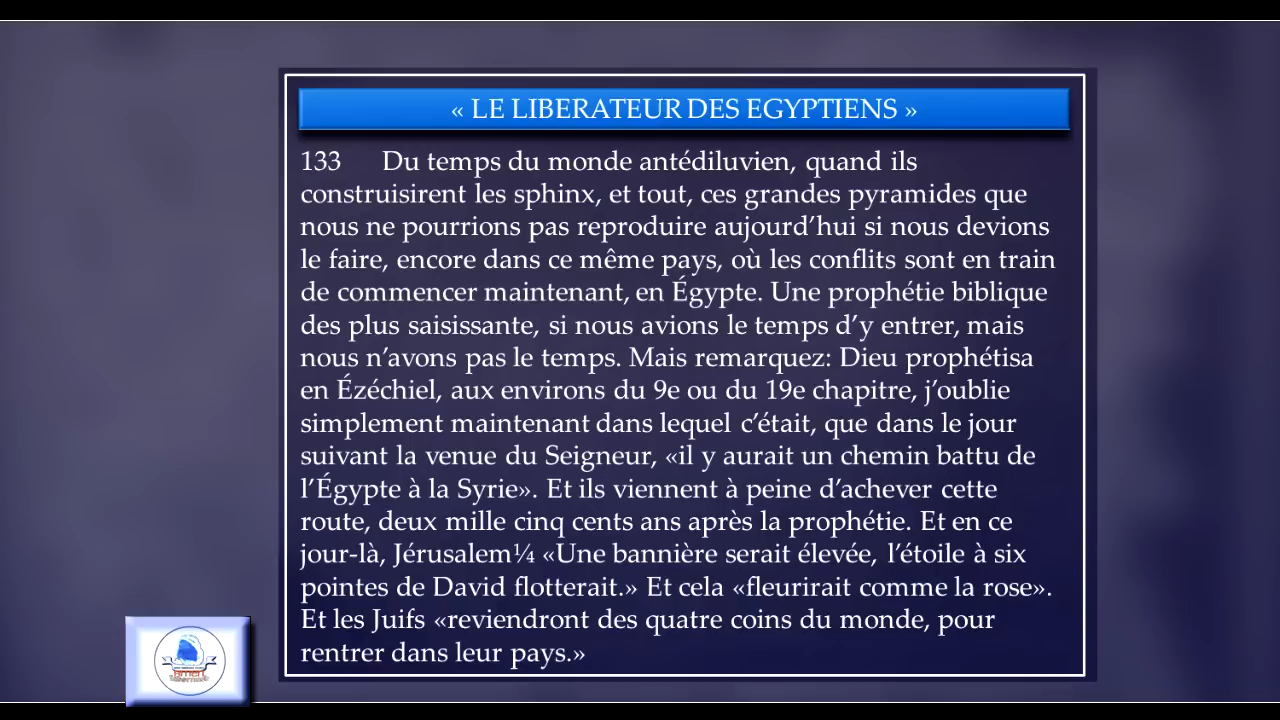 « LE LIBERATEUR DES EGYPTIENS »
133 Du temps du monde antédiluvien, quand ils
construisirent les sphinx, et tout, ces grandes pyramides que
nous ne pourrions pas reproduire aujourd’hui si nous devions
le faire, encore dans ce même pays, où les conflits sont en train
de commencer maintenant, en Égypte. Une prophétie biblique
des plus saisissante, si nous avions le temps d’y entrer, mais
nous n’avons pas le temps. Mais remarquez: Dieu prophétisa
en Ézéchiel, aux environs du 9e ou du 19e chapitre, j’oublie
simplement maintenant dans lequel c’était, que dans le jour
suivant la venue du Seigneur, «il y aurait un chemin battu de
l’Égypte à la Syrie». Et ils viennent à peine d’achever cette
route, deux mille cinq cents ans après la prophétie. Et en ce
jour-là, Jérusalem¼ «Une bannière serait élevée, l’étoile à six
pointes de David flotterait.» Et cela «fleurirait comme la rose».
Et les Juifs «reviendront des quatre coins du monde, pour
rentrer dans leur pays.»